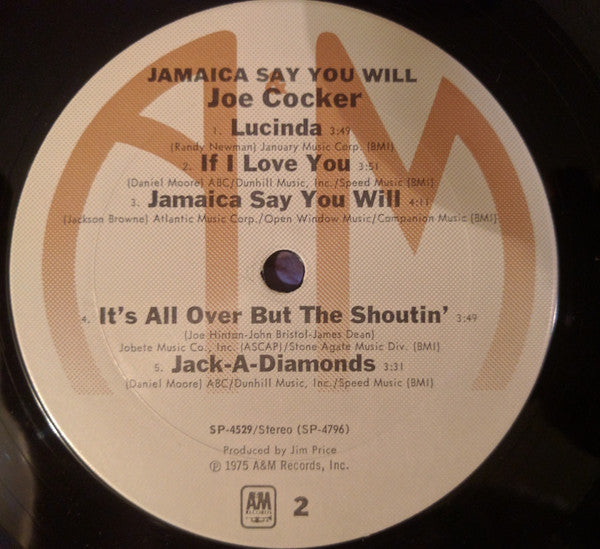 A&M
JAMAICA SAY YOU WILL
Joe Cocker
1. Lucinda 3:49
(Randy Newman) January Music Corp. (BMI)
2. If I Love You 3:51
(Daniel Moore) ABC/Dunhill Music, Inc./Speed Music (BMI)
3. Jamaica Say You Will 4:11
(Jackson Browne) Atlantic Music Corp./Open Window Music/Companion Music (BMI)
4. It's All Over But The Shoutin' 3:49
(Joe Hinton-John Bristol-James Dean)
Jobete Music Co., Inc. (ASCAP)/Stone Agate Music Div. (BMI)
5. Jack-A-Diamonds 3:31
(Daniel Moore) ABC/Dunhill Music, Inc./Speed Music (BMI)
SP-4529/Stereo (SP-4796)
Produced by Jim Price
℗ 1975 A&M Records, Inc.
A&M RECORDS 2